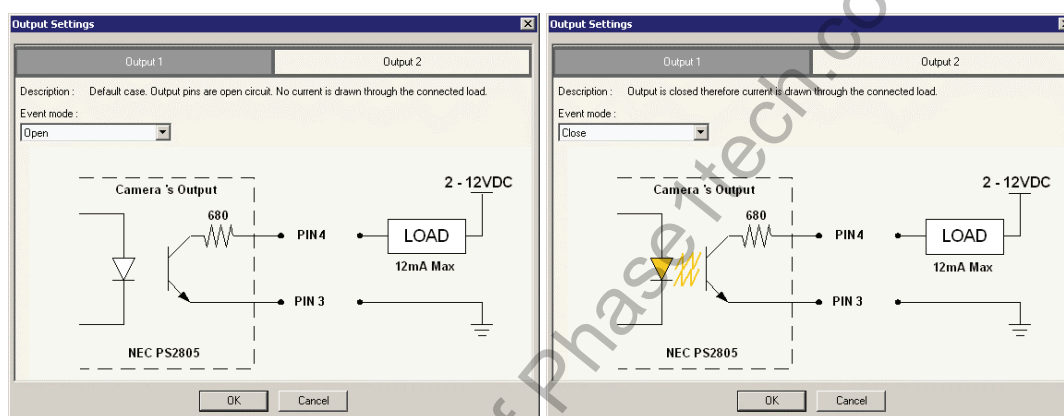 Output Settings
Output 1
Output 2
Description : Default case. Output pins are open circuit. No current is drawn through the connected load.
Event mode :
Open
Camera 's Output
680
PIN4
PIN 3
NEC PS2805
2 - 12VDC
LOAD
12mA Max
OK
Cancel
Output Settings
Output 1
Output 2
Description : Output is closed therefore current is drawn through the connected load.
Event mode :
Close
Camera 's Output
680
PIN4
PIN 3
NEC PS2805
2 - 12VDC
LOAD
12mA Max
OK
Cancel
f Phase1tech.co